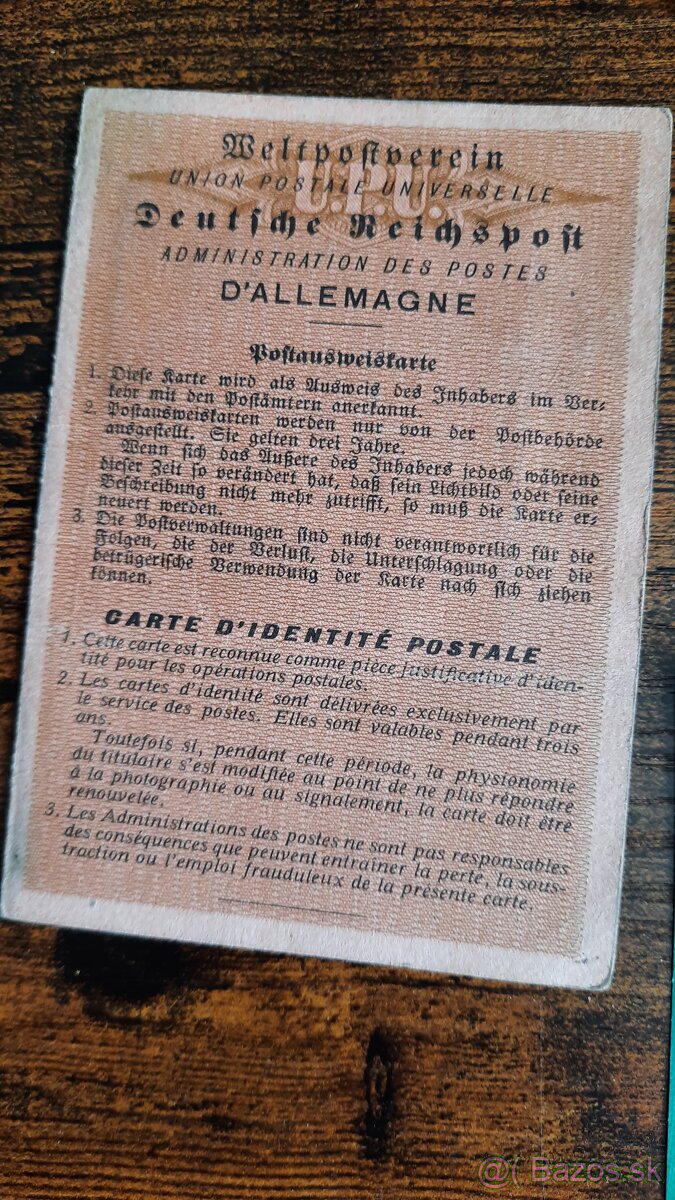 Weltpostverein
UNION POSTALE UNIVERSELLE
U.P.U.
Deutsche Reichspost
ADMINISTRATION DES POSTES
D'ALLEMAGNE
Postausweiskarte
1. Diese Karte wird als Ausweis des Inhabers im Ver-
kehr mit den Postämtern anerkannt.
2. Postausweiskarten werden nur von der Postbehörde
ausgestellt. Sie gelten drei Jahre.
Wenn sich das Äußere des Inhabers jedoch während
dieser Zeit so verändert hat, daß sein Lichtbild oder seine
Beschreibung nicht mehr zutrifft, so muß die Karte er-
neuert werden.
3. Die Postverwaltungen sind nicht verantwortlich für die
Folgen, die der Verlust, die Unterschlagung oder die
betrügerische Verwendung der Karte nach sich ziehen
können.
CARTE D'IDENTITÉ POSTALE
1. Cette carte est reconnue comme pièce justificative d'iden-
tité pour les opérations postales.
2. Les cartes d'identité sont délivrées exclusivement par
le service des postes. Elles sont valables pendant trois
ans.
Toutefois si, pendant cette période, la physionomie
du titulaire s'est modifiée au point de ne plus répondre
à la photographie ou au signalement, la carte doit être
renouvelée.
3. Les Administrations des postes ne sont pas responsables
des conséquences que peuvent entraîner la perte, la sous-
traction ou l'emploi frauduleux de la présente carte.
@( Bazos.sk